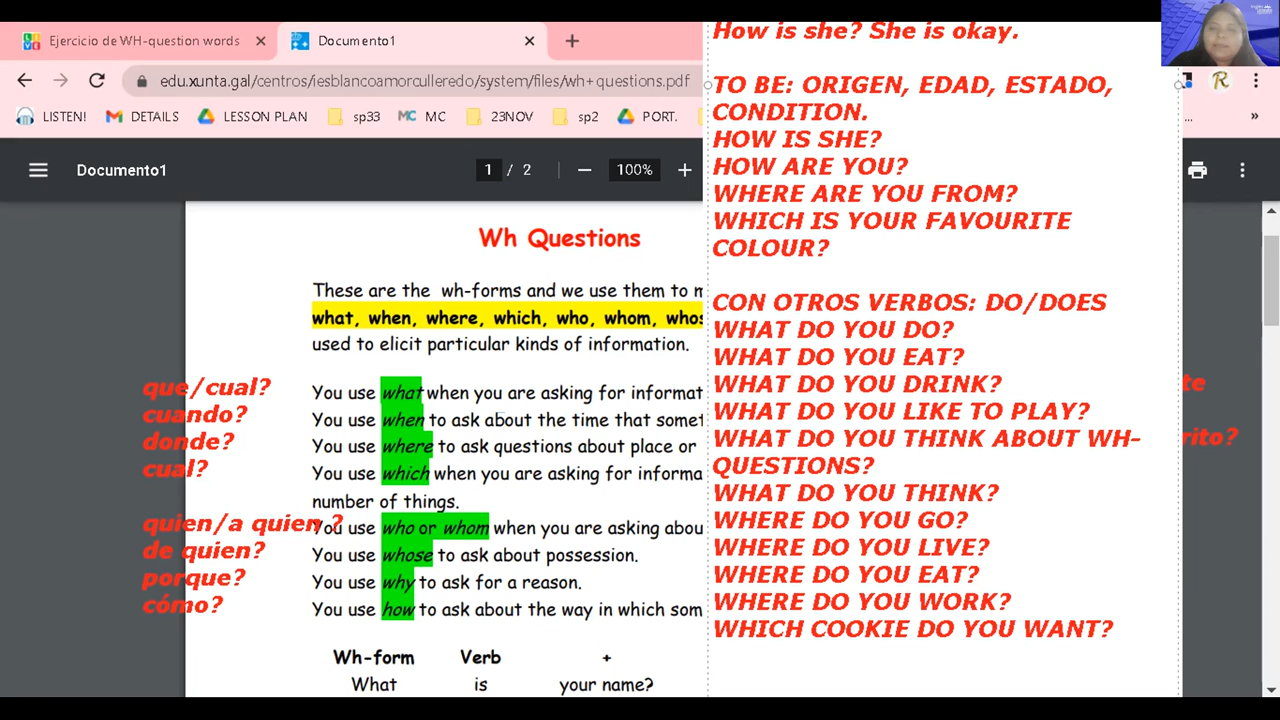 Ejercicio de WH-question words
Documento1
edu.xunta.gal/centros/iesblancoamorculleredo/system/files/wh+questions.pdf
LISTEN!
DETAILS
LESSON PLAN
sp33
MC
MC
23NOV
sp2
PORT.
...
»
Documento1
1 / 2
100%
Wh Questions
These are the wh-forms and we use them to m
what, when, where, which, who, whom, whos
used to elicit particular kinds of information.
que/cual?
cuando?
donde?
cual?
quien/a quien ?
de quien?
porque?
cómo?
You use what when you are asking for informat
You use when to ask about the time that somet
You use where to ask questions about place or
You use which when you are asking for informa
number of things.
You use who or whom when you are asking abou
You use whose to ask about possession.
You use why to ask for a reason.
You use how to ask about the way in which som
Wh-form Verb +
What is your name?
How is she? She is okay.
TO BE: ORIGEN, EDAD, ESTADO,
CONDITION.
HOW IS SHE?
HOW ARE YOU?
WHERE ARE YOU FROM?
WHICH IS YOUR FAVOURITE
COLOUR?
CON OTROS VERBOS: DO/DOES
WHAT DO YOU DO?
WHAT DO YOU EAT?
WHAT DO YOU DRINK?
WHAT DO YOU LIKE TO PLAY?
WHAT DO YOU THINK ABOUT WH-
QUESTIONS?
WHAT DO YOU THINK?
WHERE DO YOU GO?
WHERE DO YOU LIVE?
WHERE DO YOU EAT?
WHERE DO YOU WORK?
WHICH COOKIE DO YOU WANT?
te
rito?